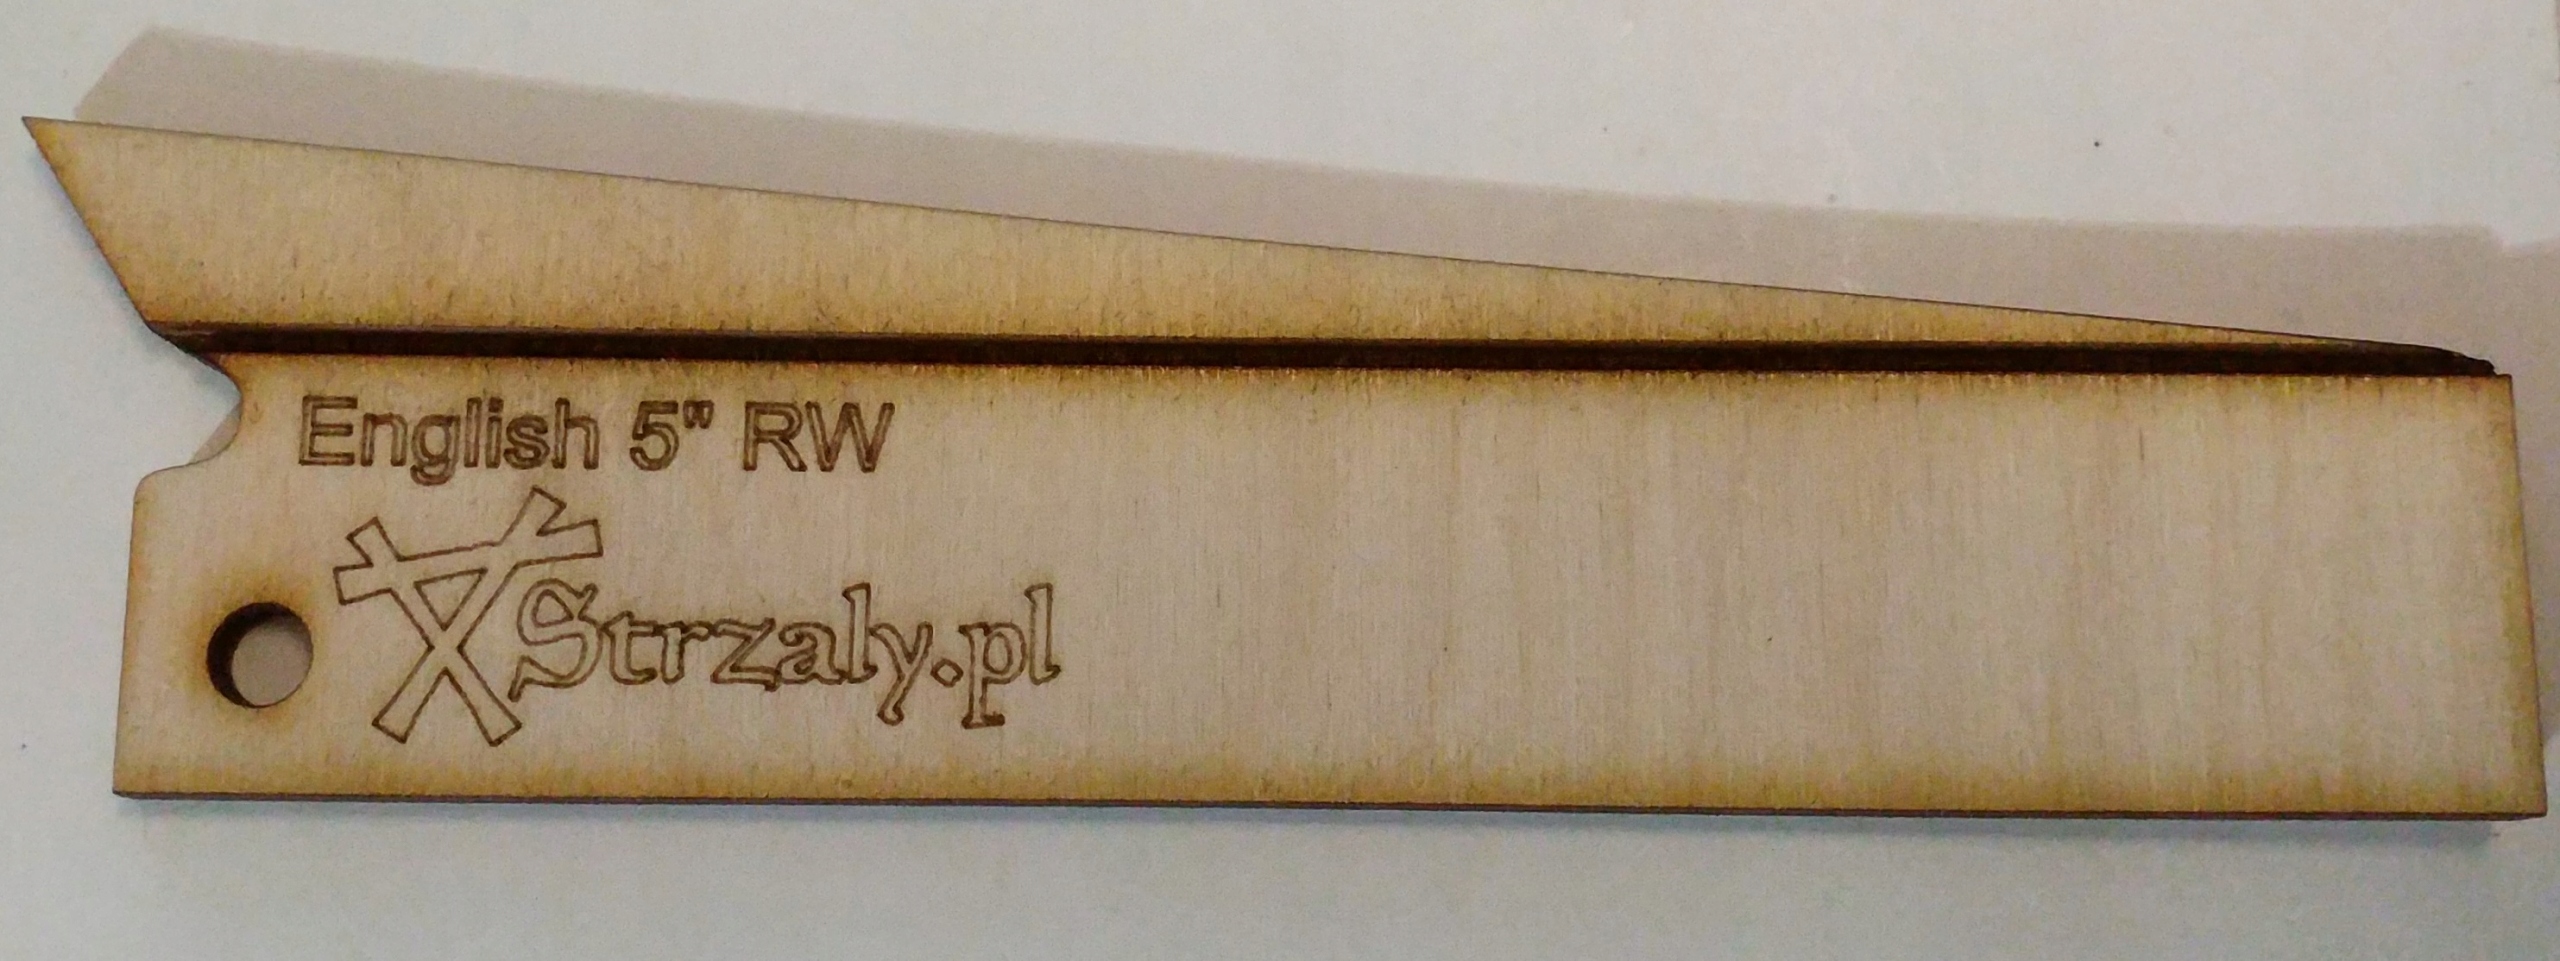 English 5" RW
Strzaly.pl